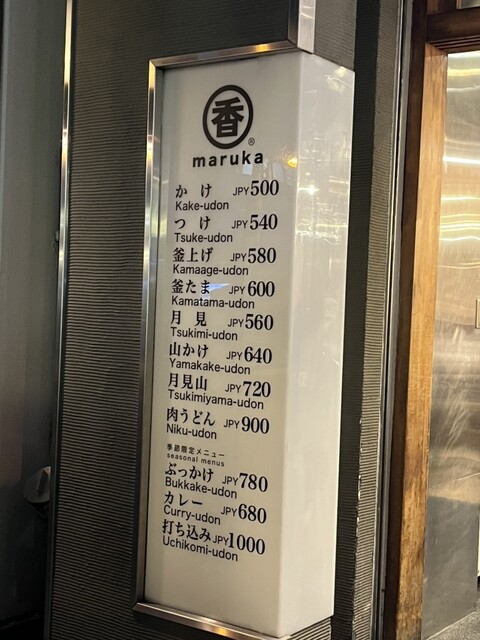 香
®
maruka
かけ JPY500
Kake-udon
つけ JPY540
Tsuke-udon
釜上げ JPY580
Kamaage-udon
釜たま JPY600
Kamatama-udon
月見 JPY560
Tsukimi-udon
山かけ JPY640
Yamakake-udon
月見山 JPY720
Tsukimiyama-udon
肉うどん JPY900
Niku-udon
季節限定メニュー
seasonal menus
ぶっかけ JPY780
Bukkake-udon
カレー JPY680
Curry-udon
打ち込み JPY1000
Uchikomi-udon